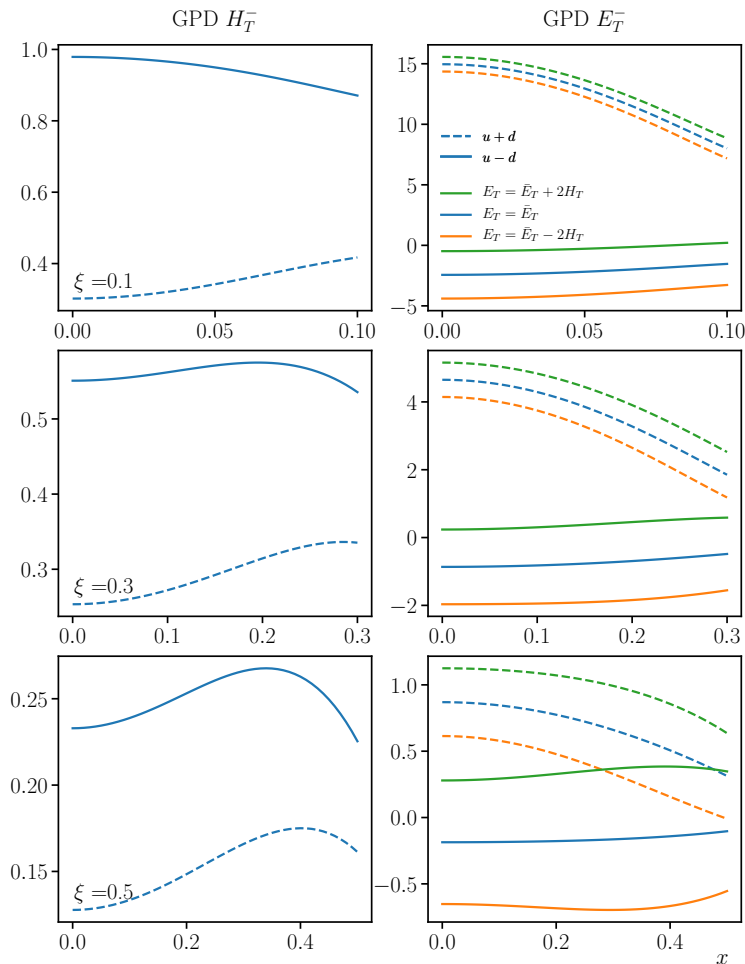 GPD $H_T^-$
GPD $E_T^-$
1.0
0.8
0.6
0.4
ξ =0.1
0.00 0.05 0.10
15
10
5
0
−5
u + d
u − d
$E_T = \bar{E}_T + 2H_T$
$E_T = \bar{E}_T$
$E_T = \bar{E}_T - 2H_T$
0.00 0.05 0.10
0.5
0.4
0.3
ξ =0.3
0.0 0.1 0.2 0.3
4
2
0
−2
0.0 0.1 0.2 0.3
0.25
0.20
0.15
ξ =0.5
0.0 0.2 0.4
1.0
0.5
0.0
−0.5
0.0 0.2 0.4
x